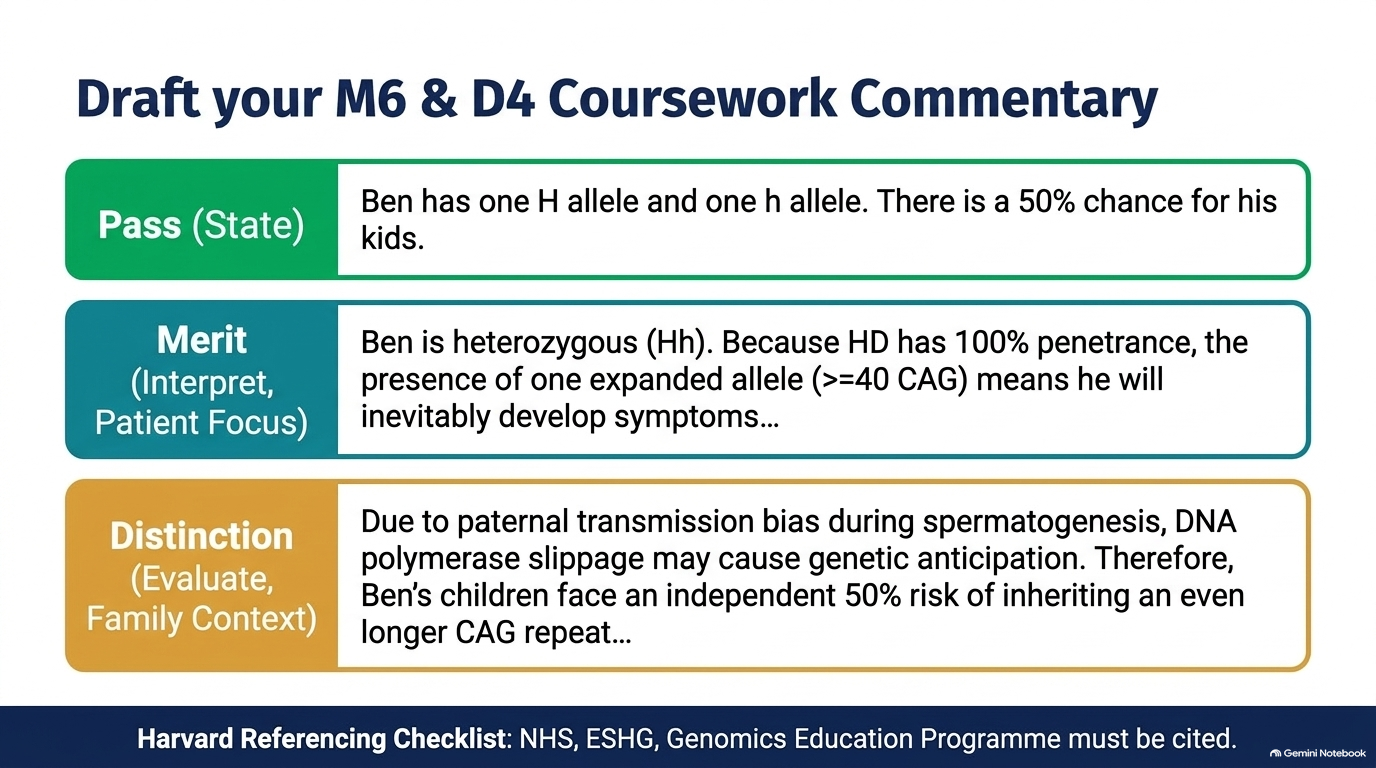 Draft your M6 & D4 Coursework Commentary
Pass (State)
Ben has one H allele and one h allele. There is a 50% chance for his
kids.
Merit
(Interpret,
Patient Focus)
Ben is heterozygous (Hh). Because HD has 100% penetrance, the
presence of one expanded allele (>=40 CAG) means he will
inevitably develop symptoms...
Distinction
(Evaluate,
Family Context)
Due to paternal transmission bias during spermatogenesis, DNA
polymerase slippage may cause genetic anticipation. Therefore,
Ben's children face an independent 50% risk of inheriting an even
longer CAG repeat...
Harvard Referencing Checklist: NHS, ESHG, Genomics Education Programme must be cited.
Gemini Notebook